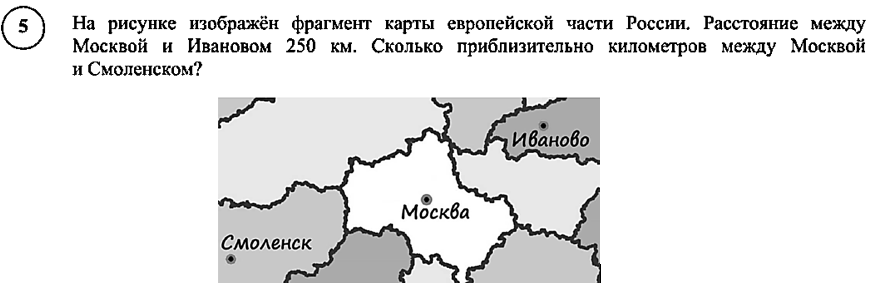 5
На рисунке изображён фрагмент карты европейской части России. Расстояние между
Москвой и Ивановом 250 км. Сколько приблизительно километров между Москвой
и Смоленском?
Иваново
Москва
Смоленск